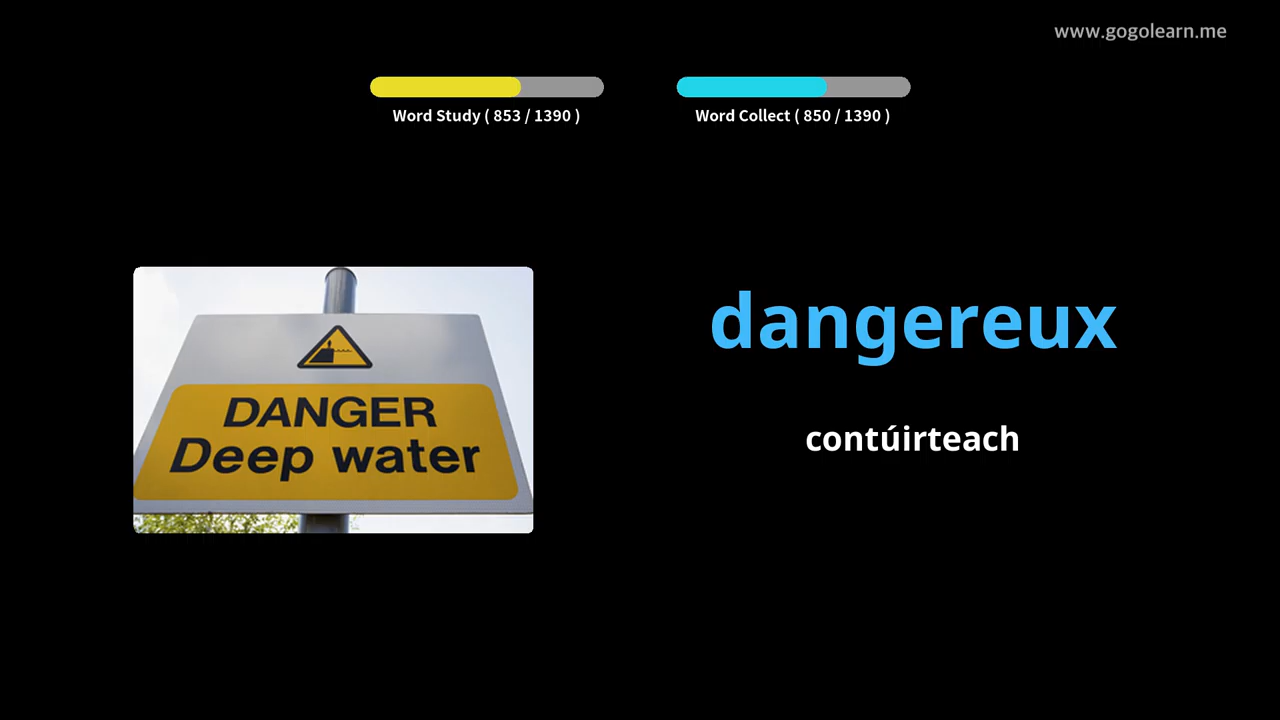 www.gogolearn.me
Word Study ( 853 / 1390 )
Word Collect ( 850 / 1390 )
DANGER
Deep water
dangereux
contúirteach